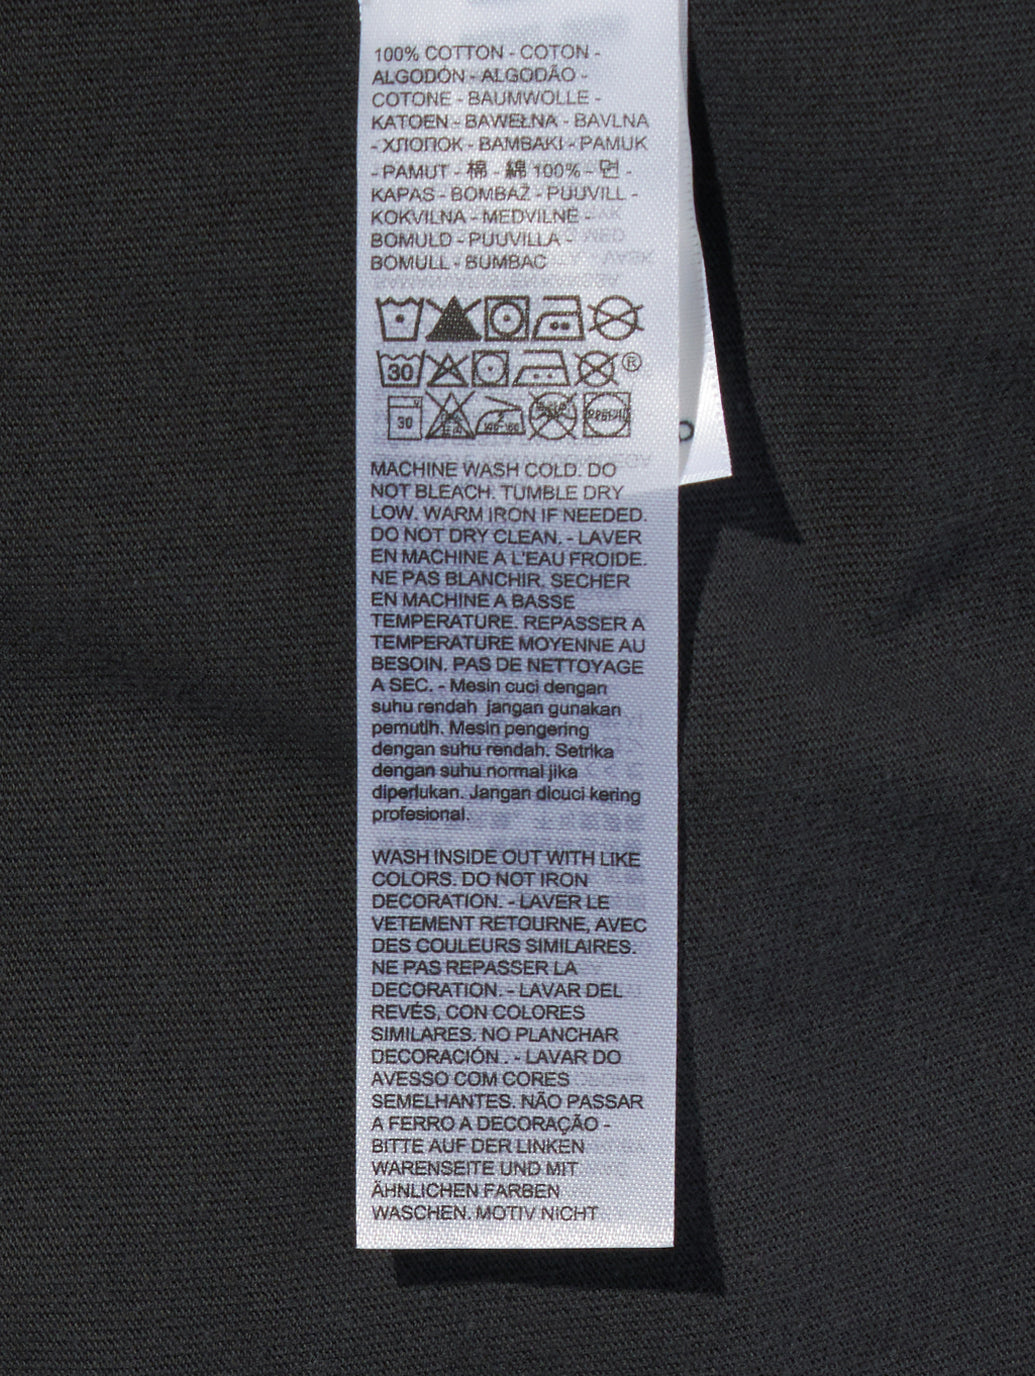 100% COTTON - COTON -
ALGODÓN - ALGODÃO -
COTONE - BAUMWOLLE -
KATOEN - BAWEŁNA - BAVLNA
- ХЛОПОК - BAMBAKI - PAMUK
- PAMUT - 棉 - 綿 100% - 면 -
KAPAS - BOMBAŽ - PUUVILL -
KOKVILNA - MEDVILNE -
BOMULD - PUUVILLA -
BOMULL - BUMBAC
30 ®
30
MACHINE WASH COLD. DO
NOT BLEACH. TUMBLE DRY
LOW. WARM IRON IF NEEDED.
DO NOT DRY CLEAN. - LAVER
EN MACHINE A L'EAU FROIDE.
NE PAS BLANCHIR. SECHER
EN MACHINE A BASSE
TEMPERATURE. REPASSER A
TEMPERATURE MOYENNE AU
BESOIN. PAS DE NETTOYAGE
A SEC. - Mesin cuci dengan
suhu rendah jangan gunakan
pemutih. Mesin pengering
dengan suhu rendah. Setrika
dengan suhu normal jika
diperlukan. Jangan dicuci kering
profesional.
WASH INSIDE OUT WITH LIKE
COLORS. DO NOT IRON
DECORATION. - LAVER LE
VETEMENT RETOURNE, AVEC
DES COULEURS SIMILAIRES.
NE PAS REPASSER LA
DECORATION. - LAVAR DEL
REVÉS, CON COLORES
SIMILARES. NO PLANCHAR
DECORACIÓN . - LAVAR DO
AVESSO COM CORES
SEMELHANTES. NÃO PASSAR
A FERRO A DECORAÇÃO -
BITTE AUF DER LINKEN
WARENSEITE UND MIT
ÄHNLICHEN FARBEN
WASCHEN. MOTIV NICHT